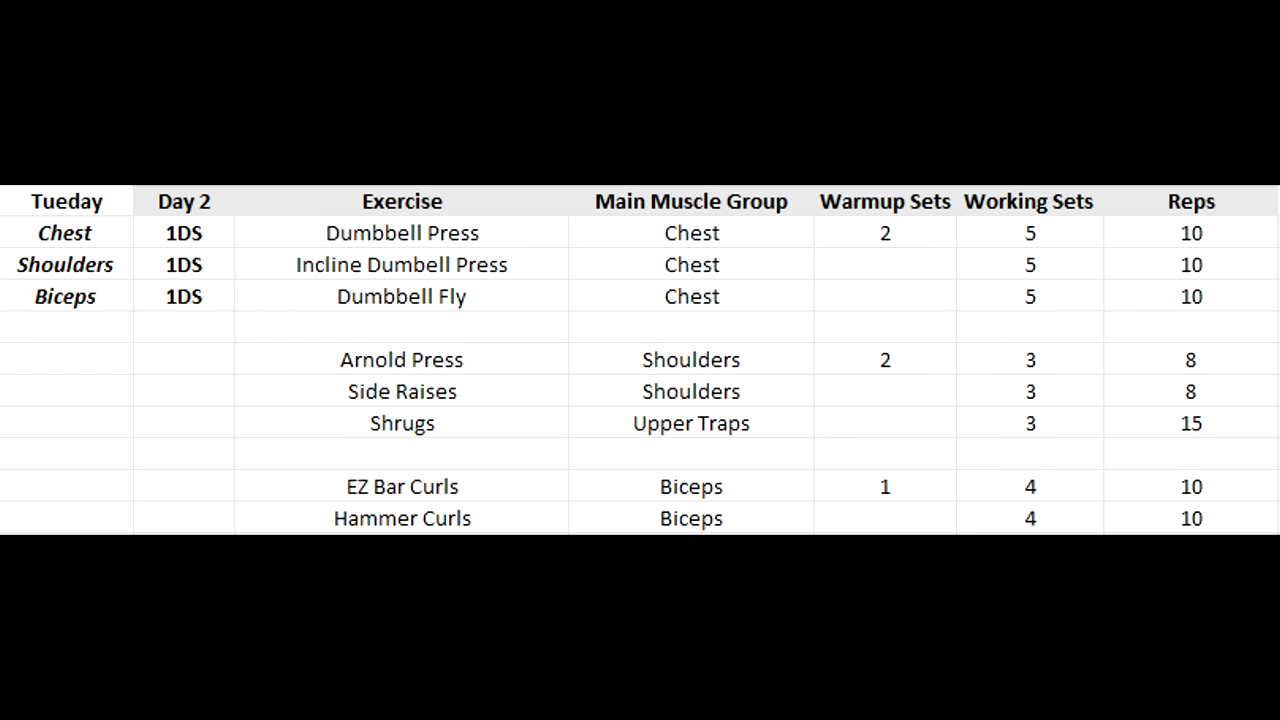 Tueday Day 2 Exercise Main Muscle Group Warmup Sets Working Sets Reps
Chest 1DS Dumbbell Press Chest 2 5 10
Shoulders 1DS Incline Dumbell Press Chest 5 10
Biceps 1DS Dumbbell Fly Chest 5 10
Arnold Press Shoulders 2 3 8
Side Raises Shoulders 3 8
Shrugs Upper Traps 3 15
EZ Bar Curls Biceps 1 4 10
Hammer Curls Biceps 4 10